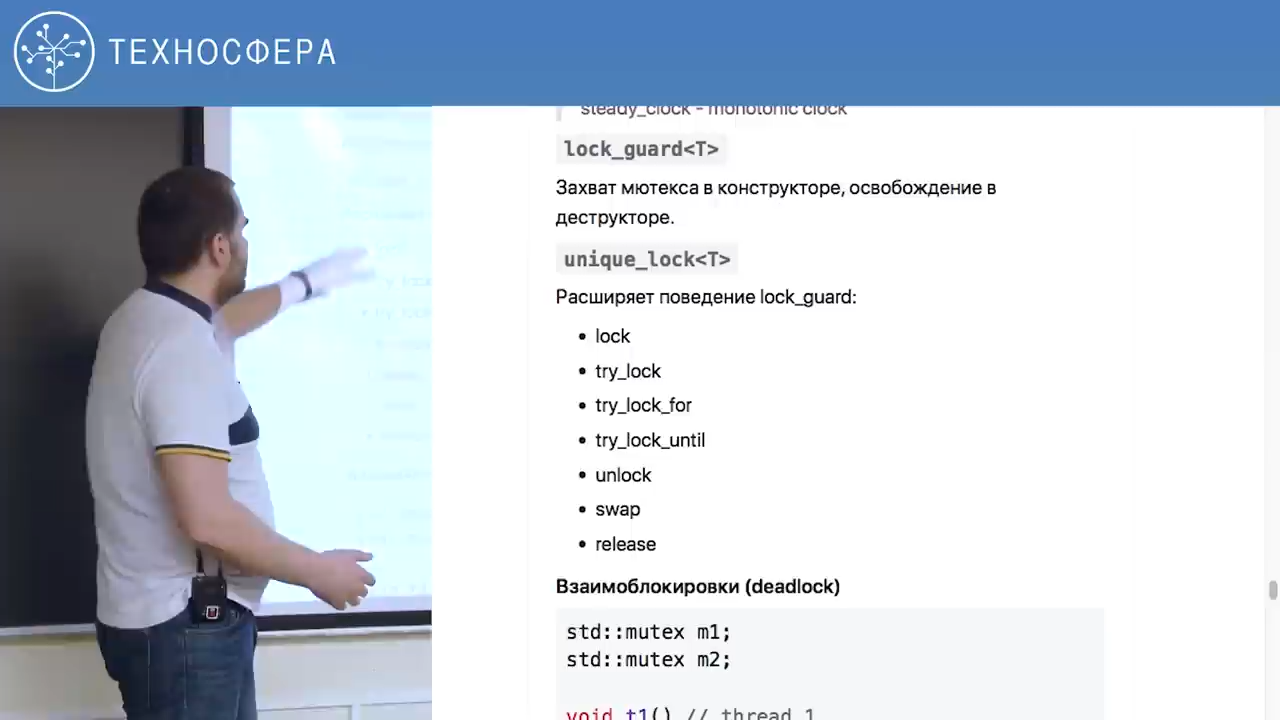 ТЕХНОСФЕРА
steady_clock - monotonic clock
lock_guard<T>
Захват мютекса в конструкторе, освобождение в
деструкторе.
unique_lock<T>
Расширяет поведение lock_guard:
• lock
• try_lock
• try_lock_for
• try_lock_until
• unlock
• swap
• release
Взаимоблокировки (deadlock)
std::mutex m1;
std::mutex m2;
void t1() // thread 1